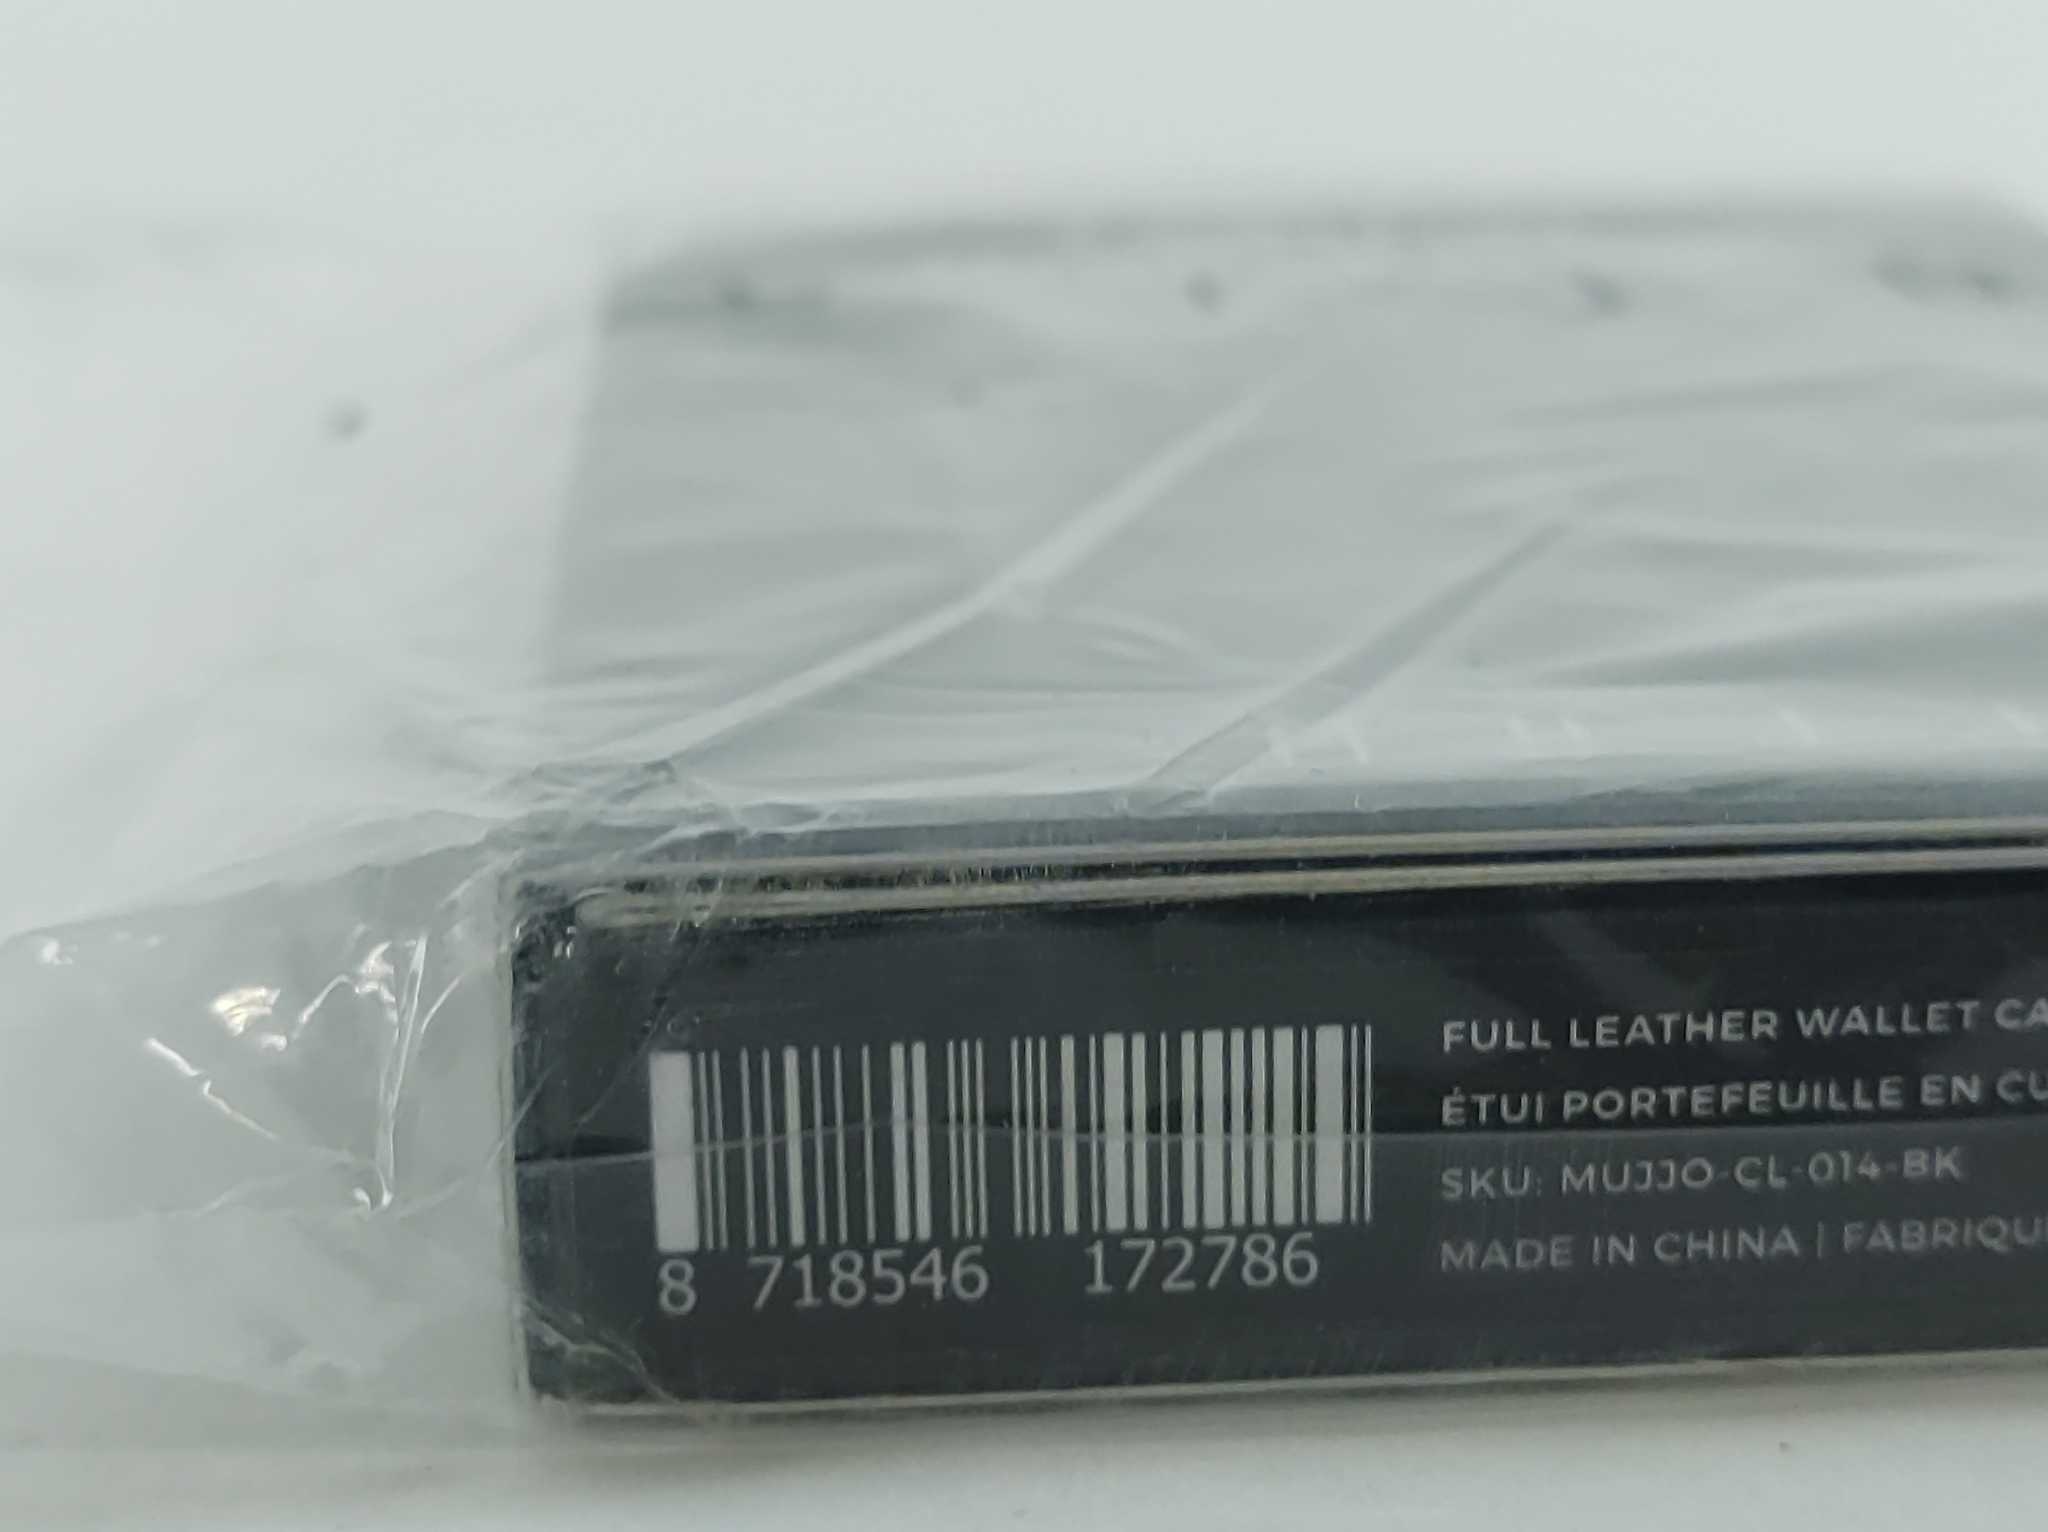 FULL LEATHER WALLET CA
ÉTUI PORTEFEUILLE EN CU
SKU: MUJJO-CL-014-BK
MADE IN CHINA | FABRIQU
8 718546 172786